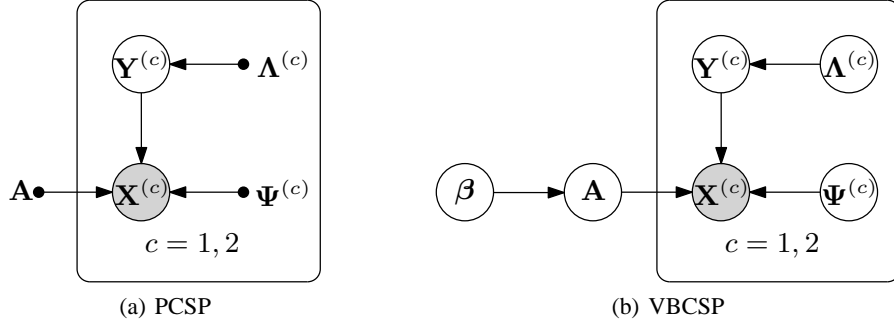 Y^(c) Λ^(c) Y^(c) Λ^(c)
A X^(c) Ψ^(c) β A X^(c) Ψ^(c)
c = 1, 2 c = 1, 2
(a) PCSP (b) VBCSP